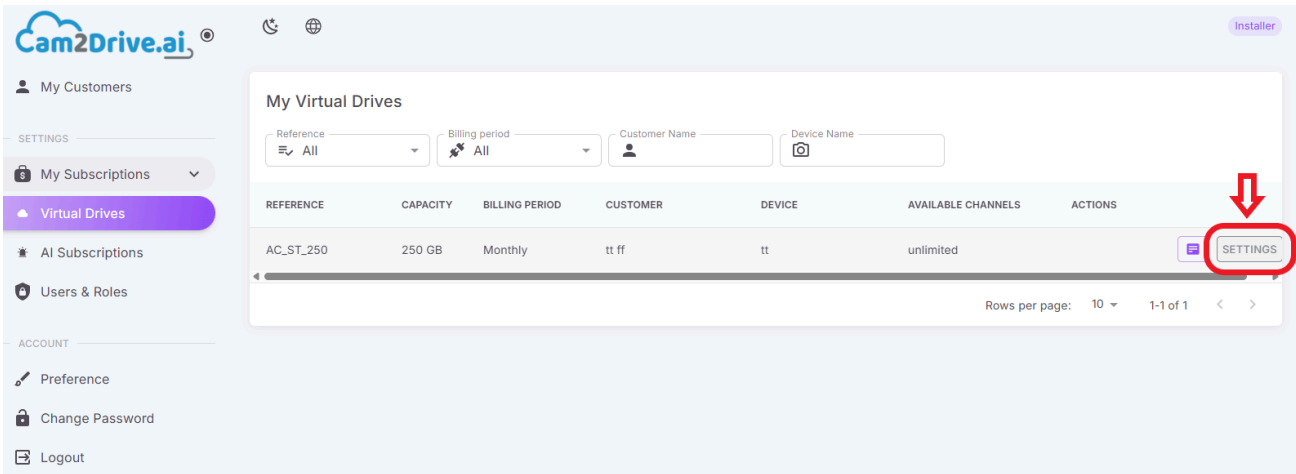 Cam2Drive.ai
Installer
My Customers
SETTINGS
My Subscriptions
Virtual Drives
AI Subscriptions
Users & Roles
ACCOUNT
Preference
Change Password
Logout
My Virtual Drives
Reference
All
Billing period
All
Customer Name
Device Name
REFERENCE CAPACITY BILLING PERIOD CUSTOMER DEVICE AVAILABLE CHANNELS ACTIONS
AC_ST_250 250 GB Monthly tt ff tt unlimited SETTINGS
Rows per page: 10 1-1 of 1